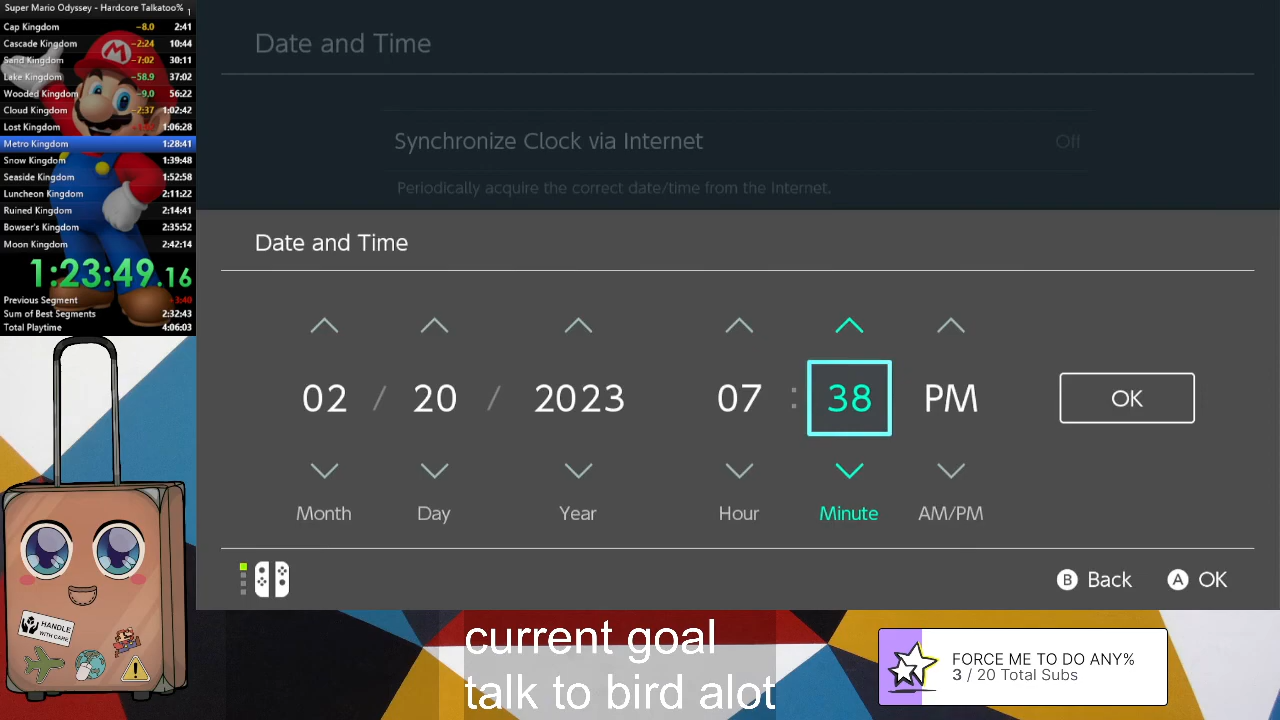 Super Mario Odyssey - Hardcore Talkatoo% 1
Cap Kingdom -8.0 2:41
Cascade Kingdom -2:24 10:44
Sand Kingdom -7:02 30:11
Lake Kingdom -58.9 37:02
Wooded Kingdom -9.0 56:22
Cloud Kingdom -2:37 1:02:42
Lost Kingdom 1:06:28
Metro Kingdom 1:28:41
Snow Kingdom 1:39:48
Seaside Kingdom 1:52:58
Luncheon Kingdom 2:11:22
Ruined Kingdom 2:14:41
Bowser's Kingdom 2:35:52
Moon Kingdom 2:42:14
1:23:49.16
Previous Segment +3:40
Sum of Best Segments 2:32:43
Total Playtime 4:06:03
HANDLE
WITH CARE
Date and Time
Synchronize Clock via Internet Off
Periodically acquire the correct date/time from the Internet.
Date and Time
02 / 20 / 2023 07 : 38 PM OK
Month Day Year Hour Minute AM/PM
B Back A OK
current goal
talk to bird alot
FORCE ME TO DO ANY%
3 / 20 Total Subs